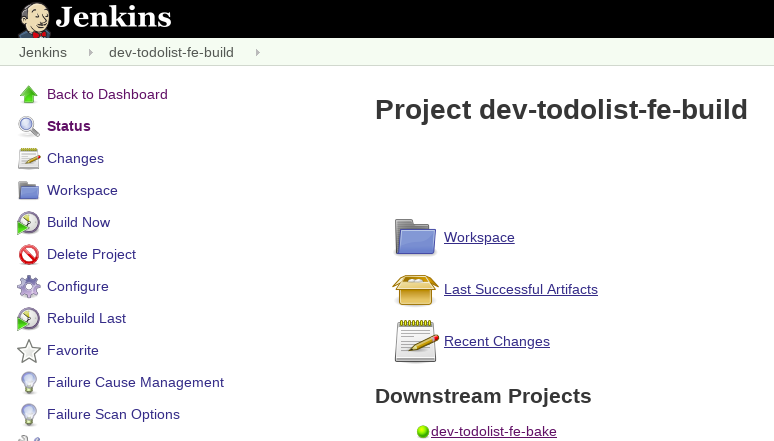 Jenkins
Jenkins dev-todolist-fe-build
Back to Dashboard
Status
Changes
Workspace
Build Now
Delete Project
Configure
Rebuild Last
Favorite
Failure Cause Management
Failure Scan Options
Project dev-todolist-fe-build
Workspace
Last Successful Artifacts
Recent Changes
Downstream Projects
dev-todolist-fe-bake